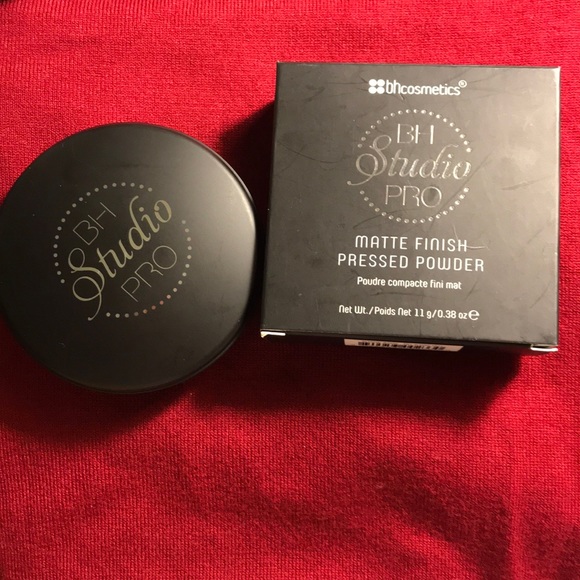 BH
Studio
PRO
bhcosmetics®
BH
Studio
PRO
MATTE FINISH
PRESSED POWDER
Poudre compacte fini mat
Net Wt./Poids Net 11 g/0.38 oz ℮